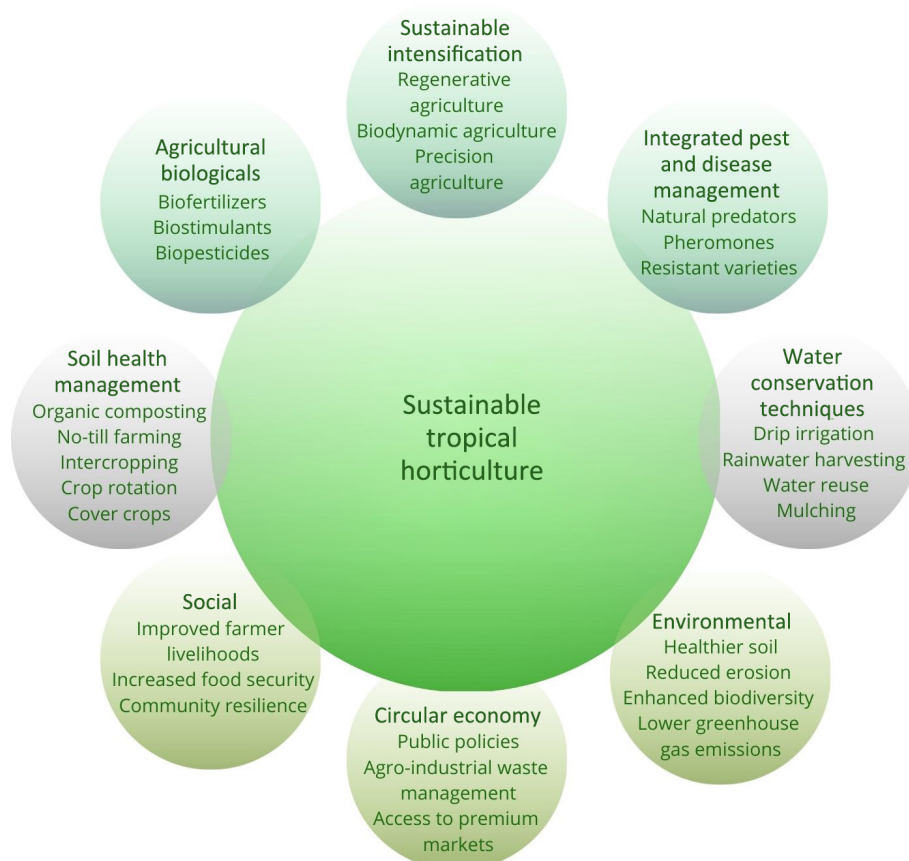 Sustainable
intensification
Regenerative
agriculture
Biodynamic agriculture
Precision
agriculture
Agricultural
biologicals
Biofertilizers
Biostimulants
Biopesticides
Integrated pest
and disease
management
Natural predators
Pheromones
Resistant varieties
Soil health
management
Organic composting
No-till farming
Intercropping
Crop rotation
Cover crops
Sustainable
tropical
horticulture
Water
conservation
techniques
Drip irrigation
Rainwater harvesting
Water reuse
Mulching
Social
Improved farmer
livelihoods
Increased food security
Community resilience
Circular economy
Public policies
Agro-industrial waste
management
Access to premium
markets
Environmental
Healthier soil
Reduced erosion
Enhanced biodiversity
Lower greenhouse
gas emissions